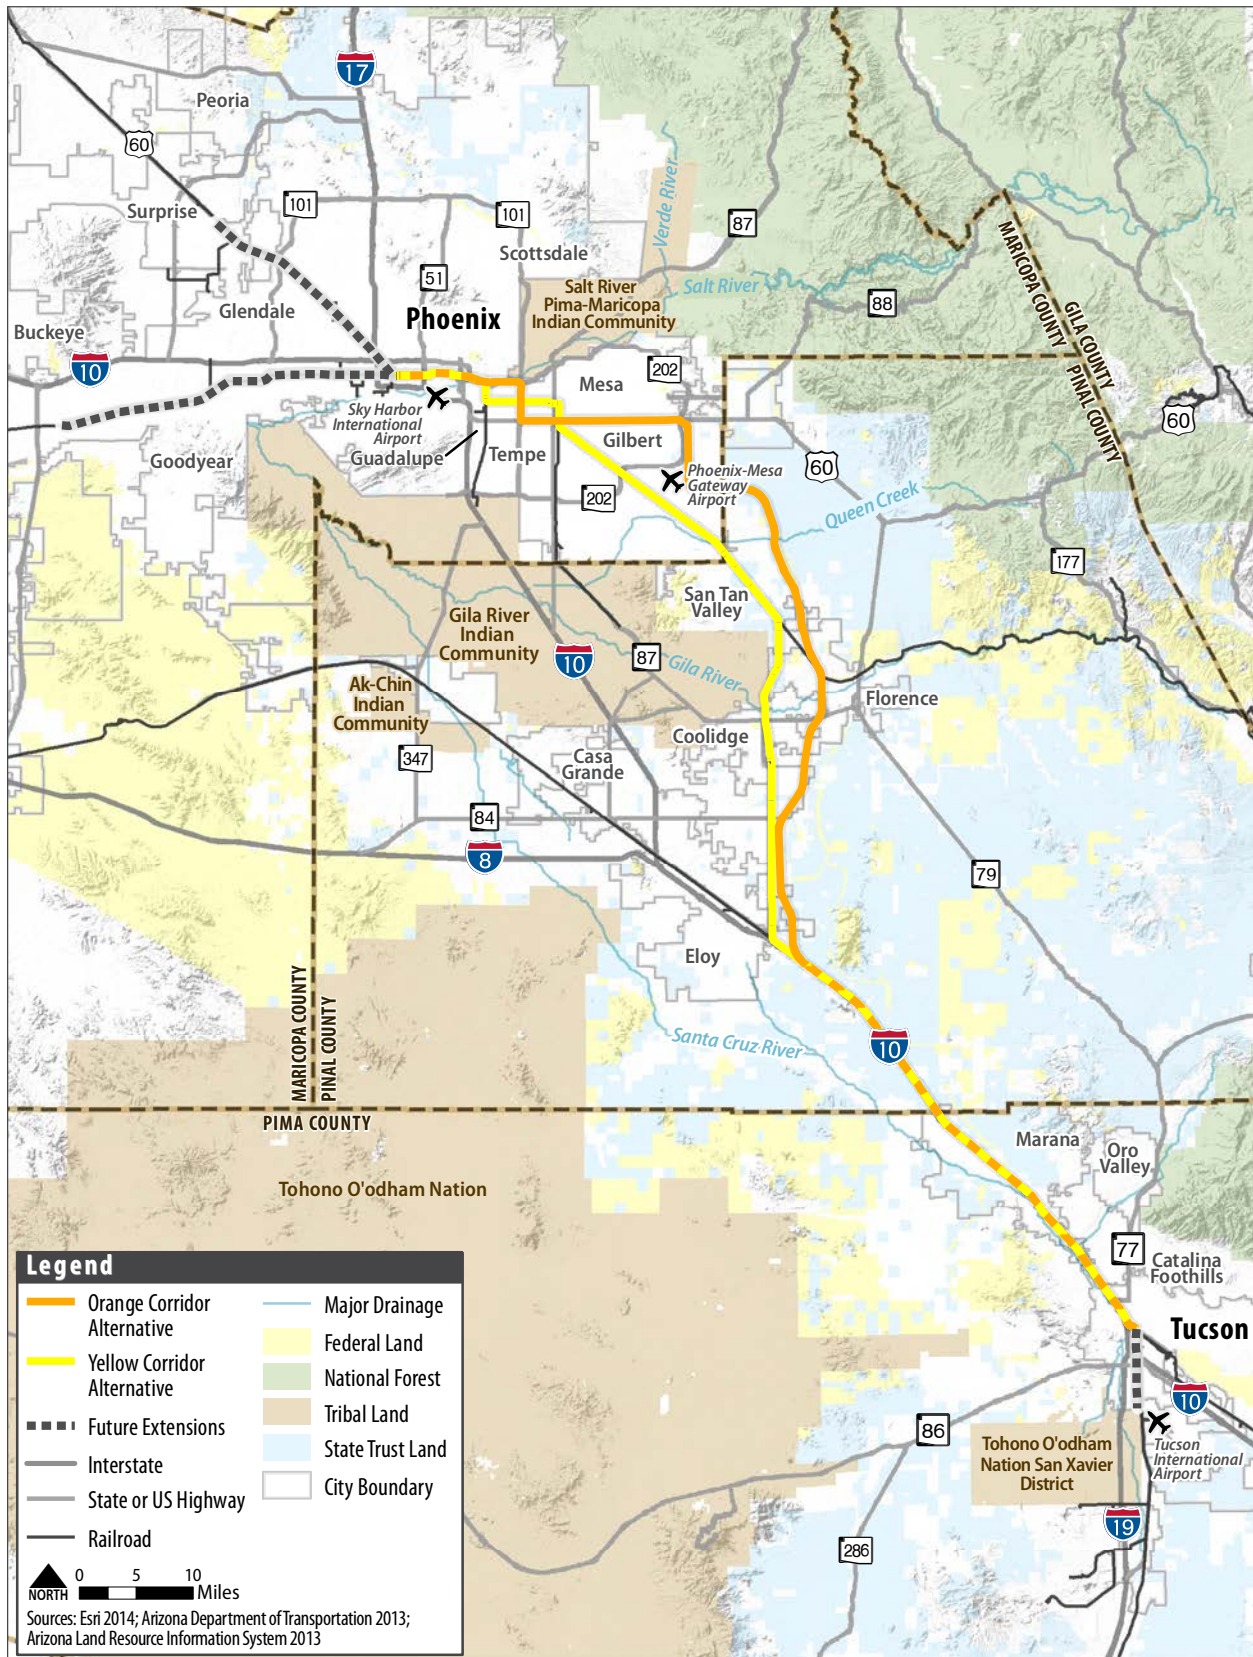 17
Peoria
60
Surprise
101
101
87
Verde River
Scottsdale
51
MARICOPA COUNTY
GILA COUNTY
Salt River
Salt River
Pima-Maricopa
Indian Community
88
Glendale
Phoenix
Buckeye
10
202
Mesa
PINAL COUNTY
60
Sky Harbor
International
Airport
Guadalupe
Goodyear
Tempe
Gilbert
Phoenix-Mesa
Gateway
Airport
60
202
Queen Creek
177
San Tan
Valley
Gila River
Indian
Community
10
87
Gila River
Ak-Chin
Indian
Community
Florence
Coolidge
347
Casa
Grande
84
8
79
Eloy
MARICOPA COUNTY
PINAL COUNTY
Santa Cruz River
10
PIMA COUNTY
Marana
Oro
Valley
Tohono O'odham Nation
77
Catalina
Foothills
Tucson
10
86
Tohono O'odham
Nation San Xavier
District
Tucson
International
Airport
19
286
Legend
Orange Corridor
Alternative
Yellow Corridor
Alternative
Future Extensions
Interstate
State or US Highway
Railroad
Major Drainage
Federal Land
National Forest
Tribal Land
State Trust Land
City Boundary
NORTH
0 5 10
Miles
Sources: Esri 2014; Arizona Department of Transportation 2013;
Arizona Land Resource Information System 2013